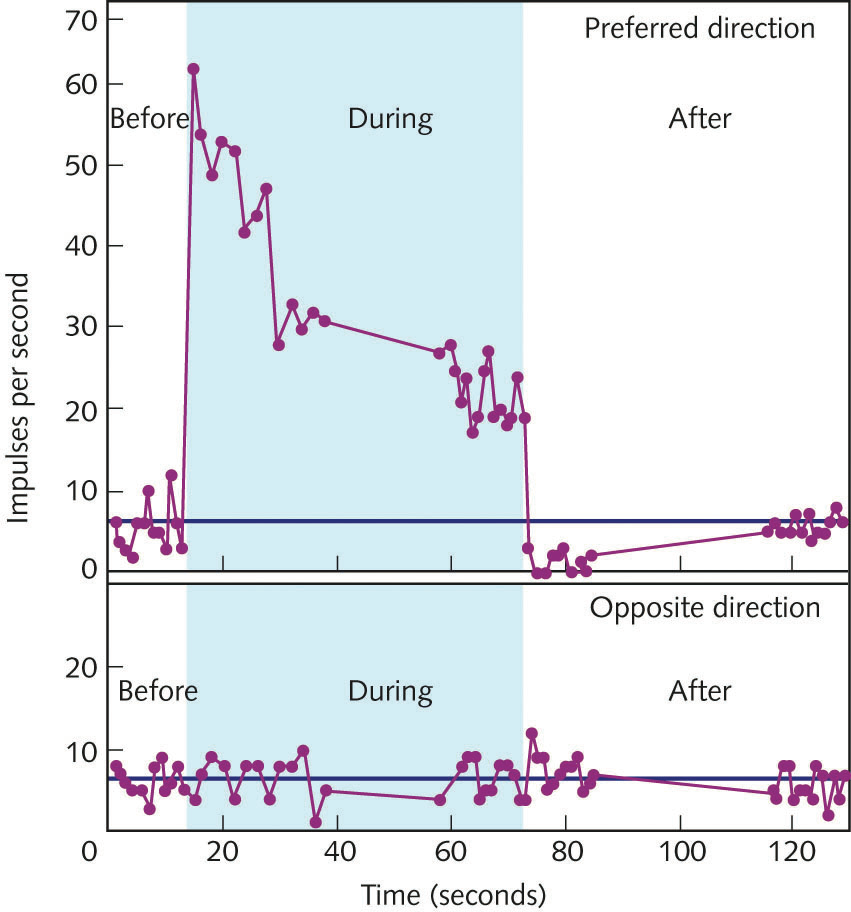 70
Preferred direction
60
Before
During
After
50
40
30
20
10
0
Impulses per second
Opposite direction
20
Before
During
After
10
0
20
40
60
80
100
120
Time (seconds)